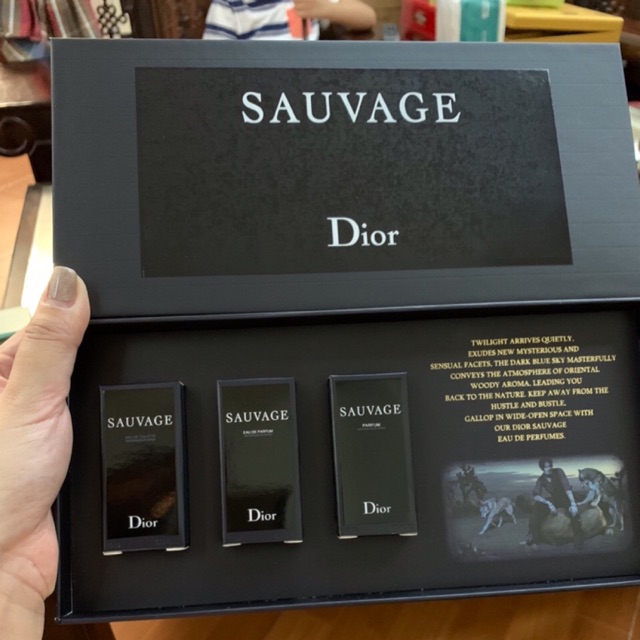 SAUVAGE
Dior
TWILIGHT ARRIVES QUIETLY,
EXUDES NEW MYSTERIOUS AND
SENSUAL FACETS, THE DARK BLUE SKY MASTERFULLY
CONVEYS THE ATMOSPHERE OF ORIENTAL
WOODY AROMA. LEADING YOU
BACK TO THE NATURE. KEEP AWAY FROM THE
HUSTLE AND BUSTLE.
GALLOP IN WIDE-OPEN SPACE WITH
OUR DIOR SAUVAGE
EAU DE PERFUMES.
SAUVAGE
EAU DE TOILETTE
Dior
SAUVAGE
EAU DE PARFUM
Dior
SAUVAGE
PARFUM
Dior